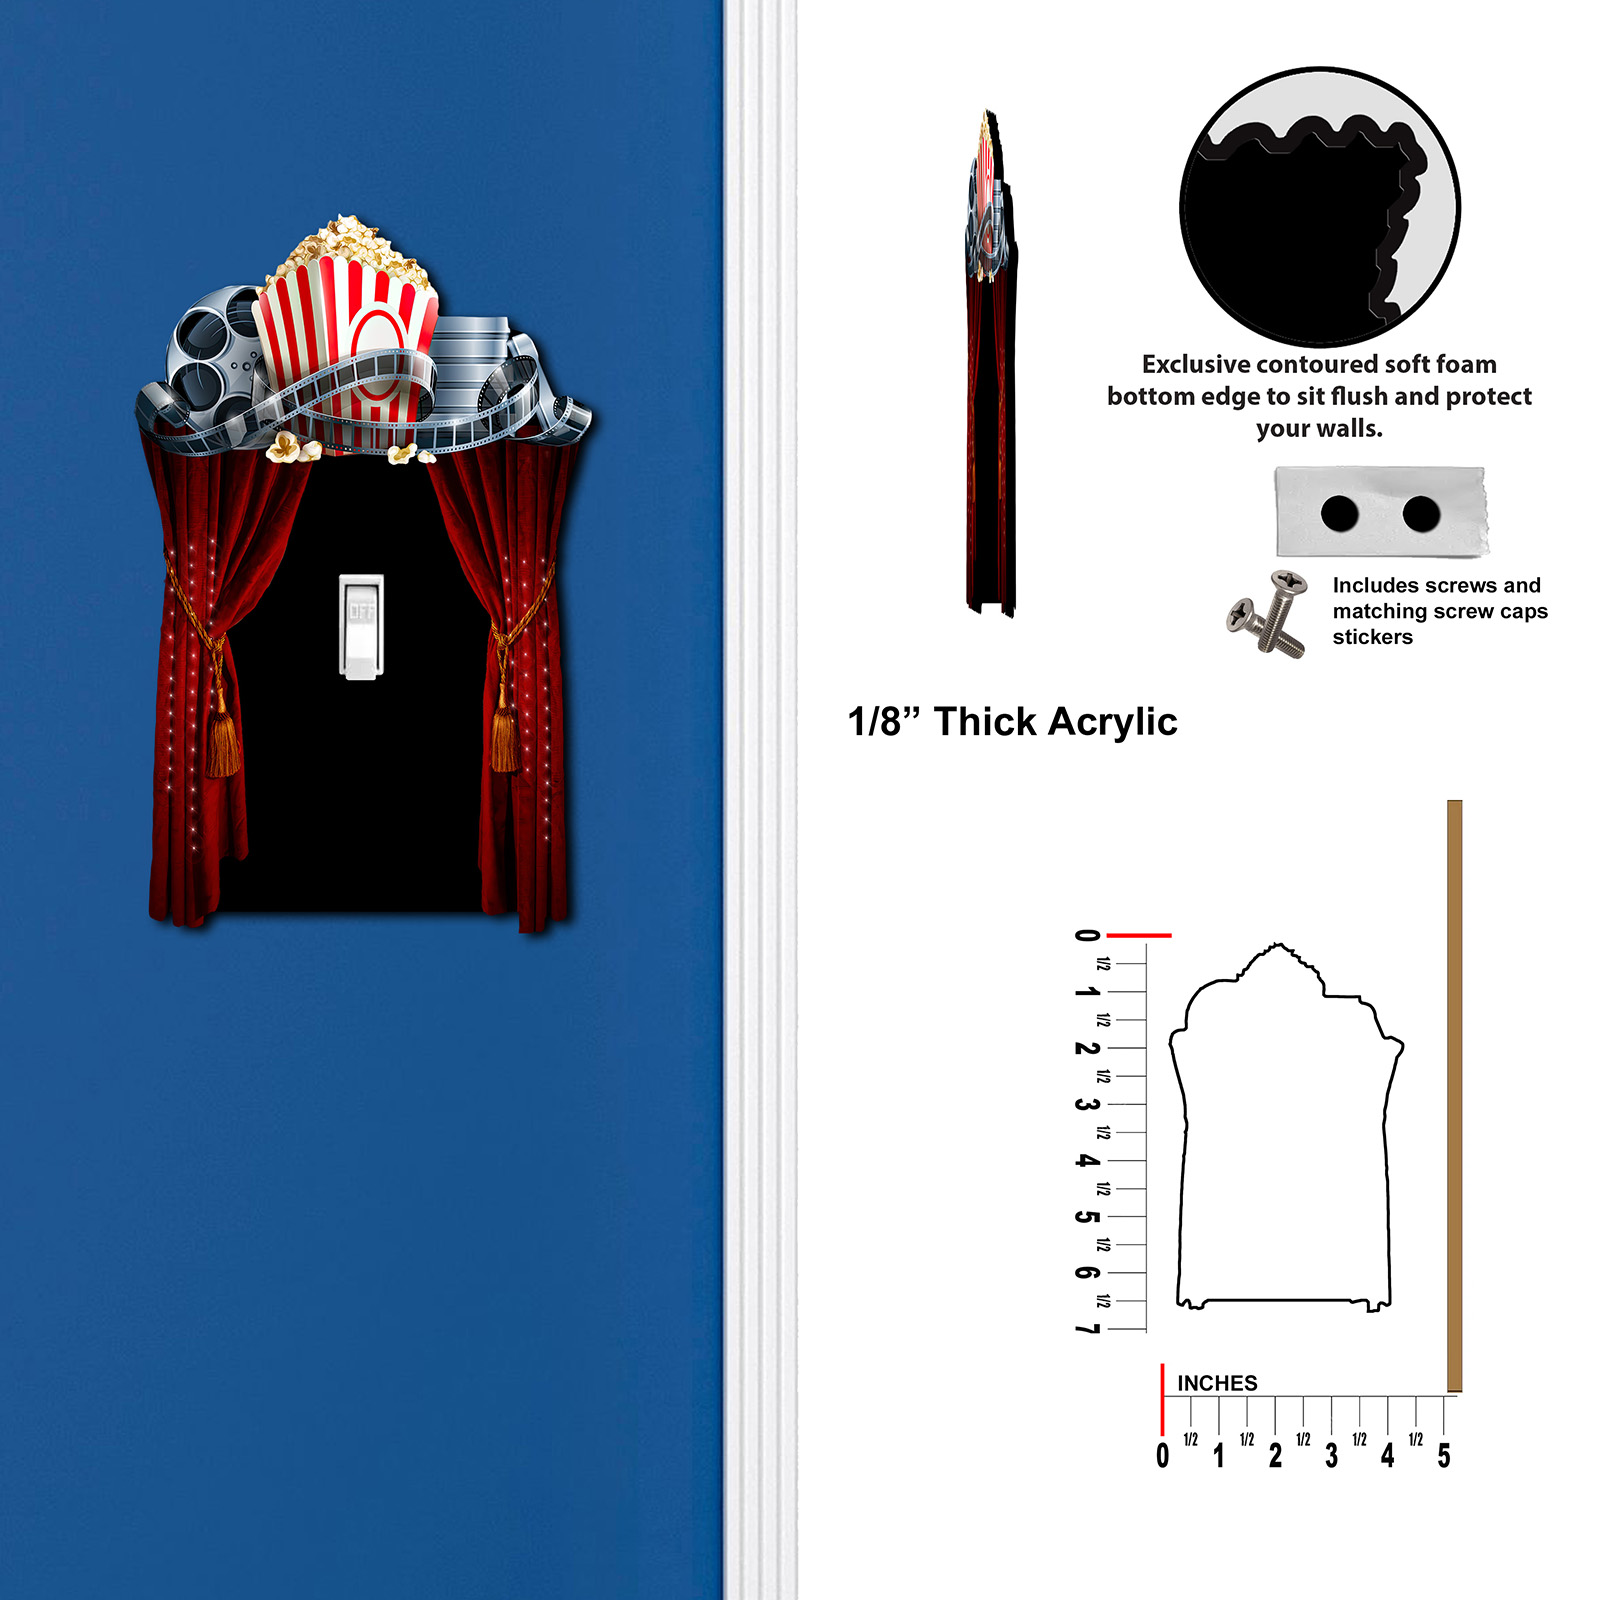 OFF
Exclusive contoured soft foam
bottom edge to sit flush and protect
your walls.
Includes screws and
matching screw caps
stickers
1/8” Thick Acrylic
0
1/2
1
1/2
2
1/2
3
1/2
4
1/2
5
1/2
6
1/2
7
INCHES
0 1/2 1 1/2 2 1/2 3 1/2 4 1/2 5